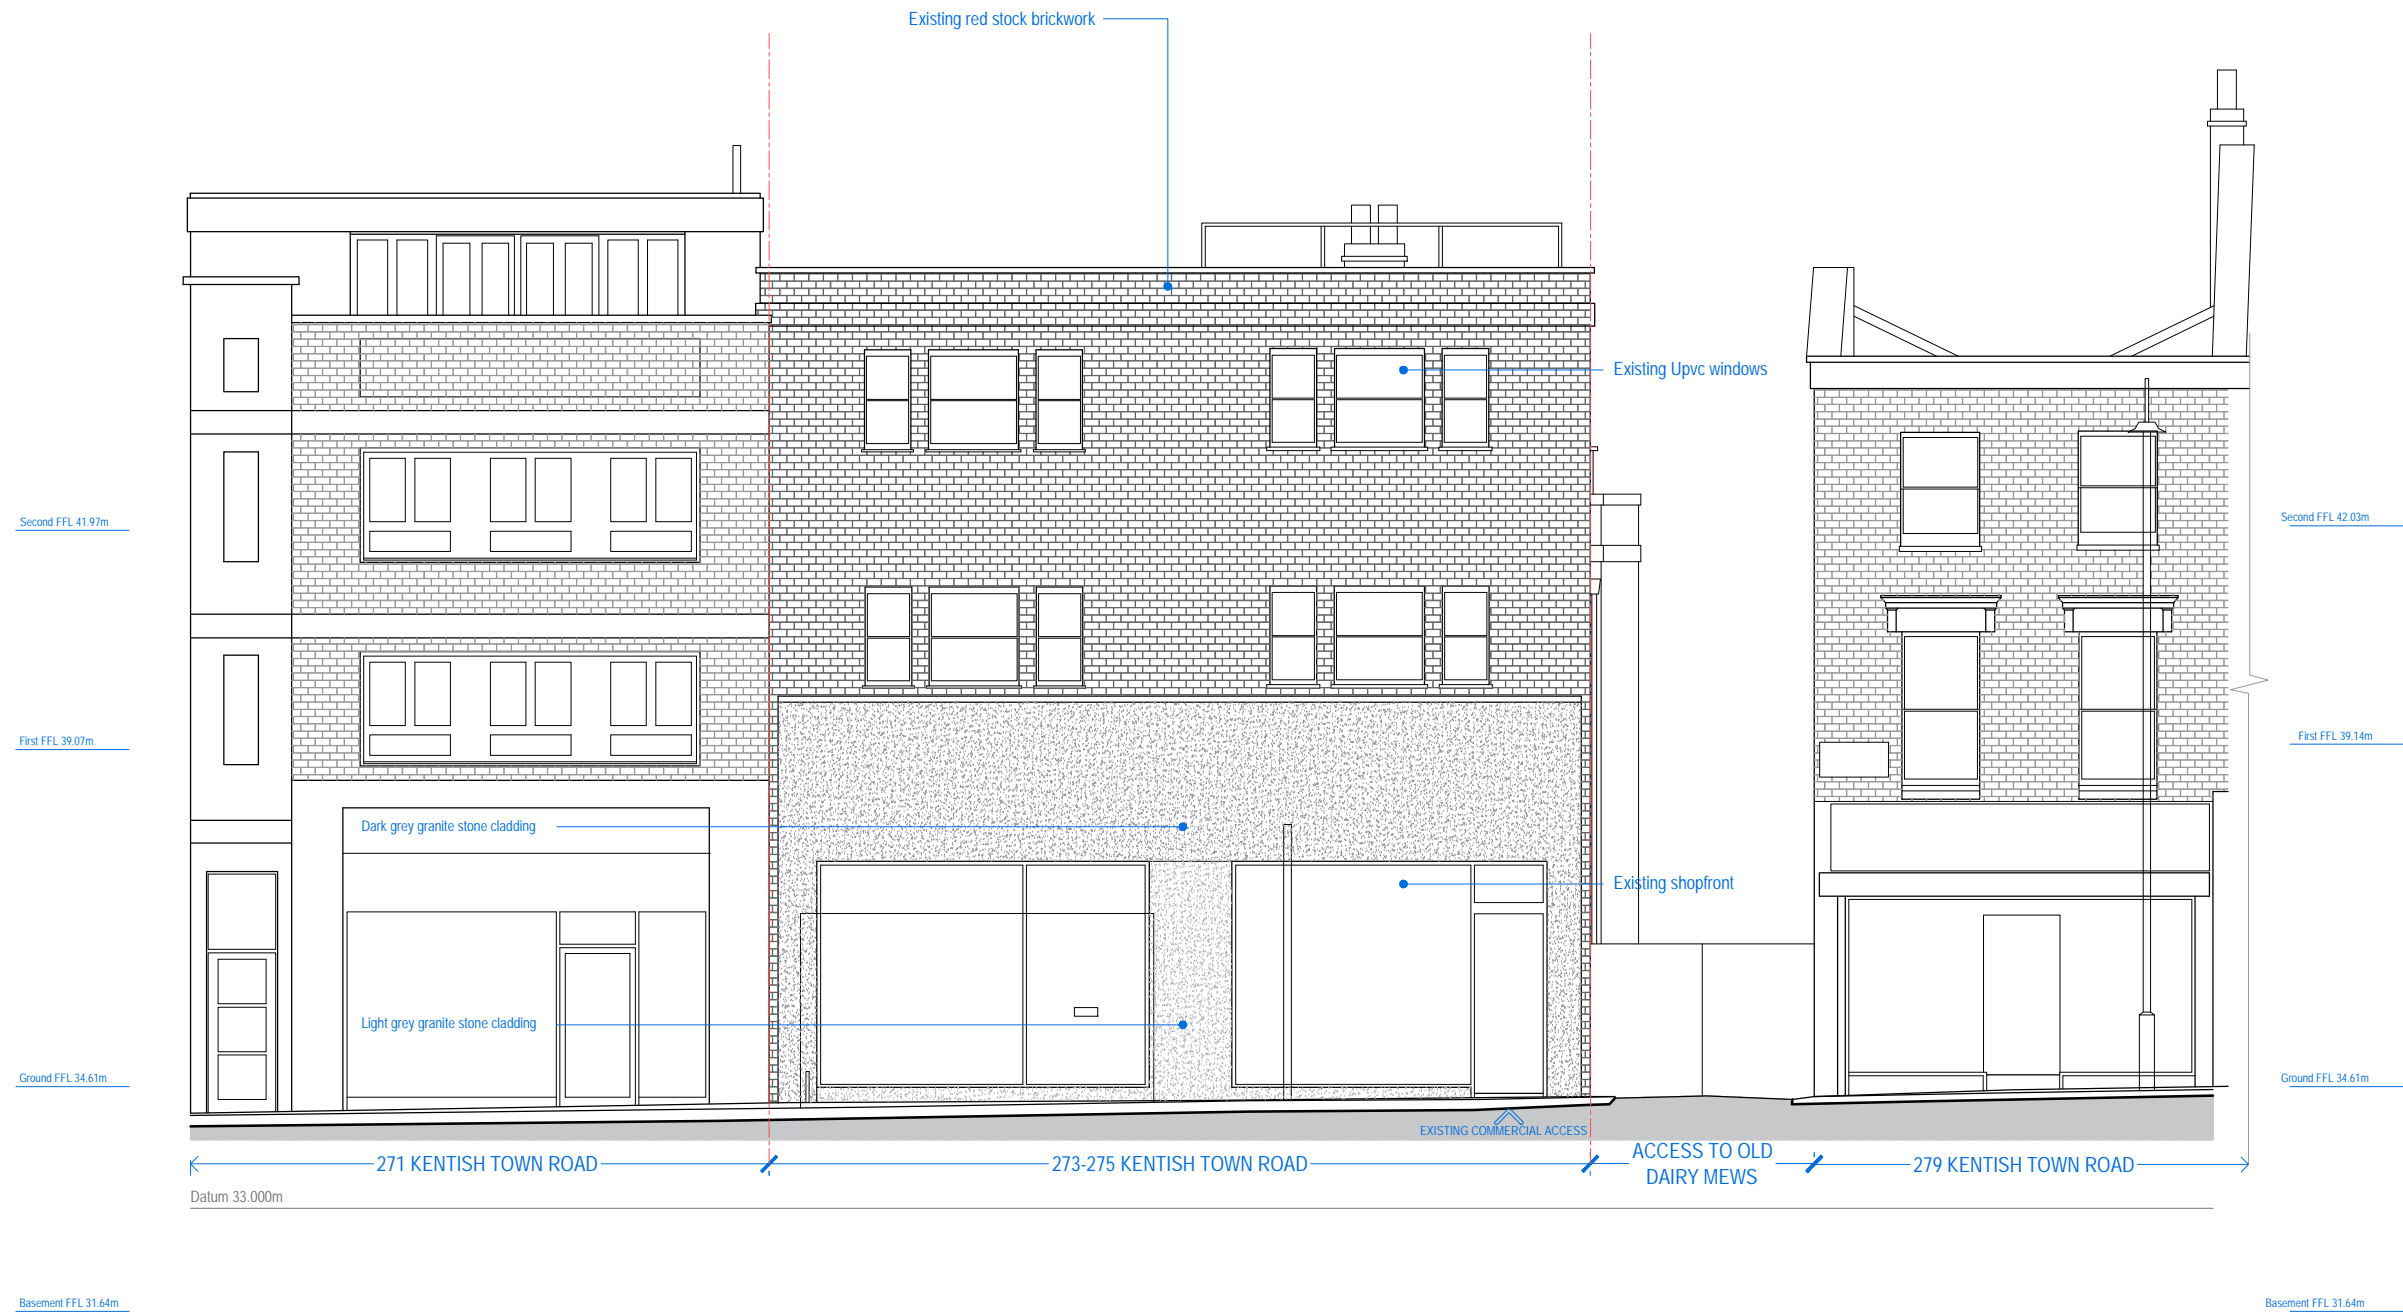 Existing red stock brickwork
Existing Upvc windows
Second FFL 41.97m
Second FFL 42.03m
First FFL 39.07m
First FFL 39.14m
Dark grey granite stone cladding
Existing shopfront
Light grey granite stone cladding
Ground FFL 34.61m
Ground FFL 34.61m
EXISTING COMMERCIAL ACCESS
271 KENTISH TOWN ROAD
273-275 KENTISH TOWN ROAD
ACCESS TO OLD
DAIRY MEWS
279 KENTISH TOWN ROAD
Datum 33.000m
Basement FFL 31.64m
Basement FFL 31.64m